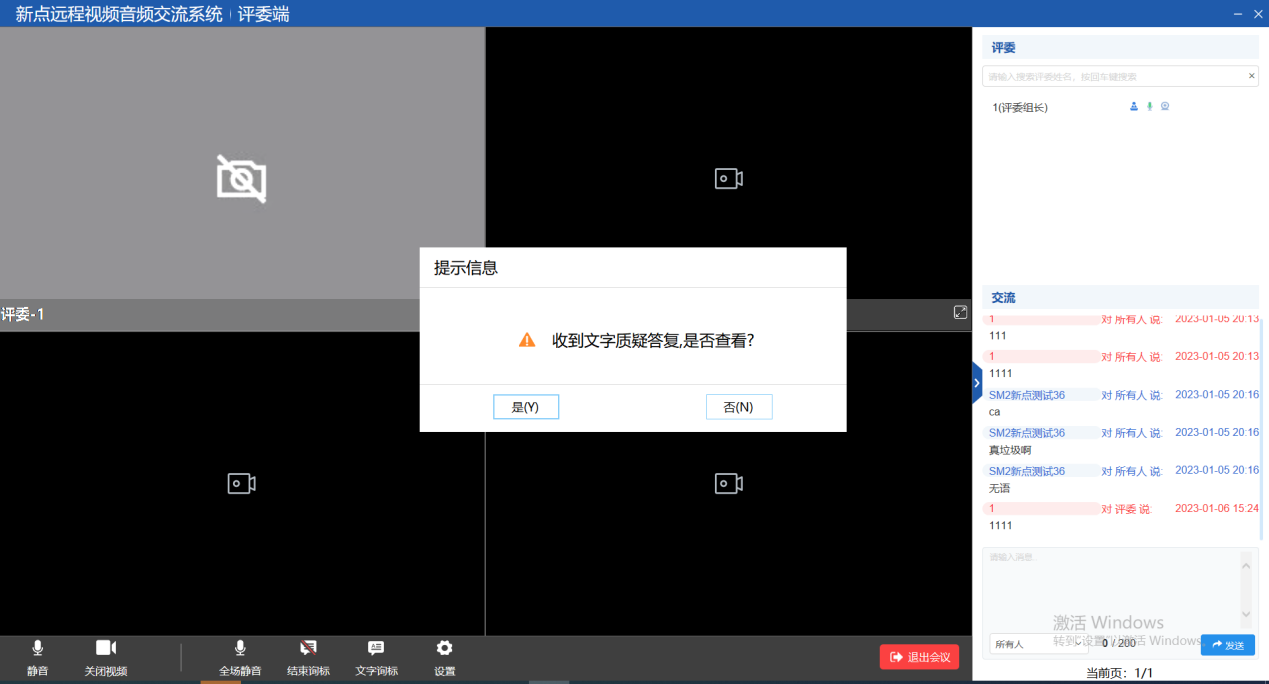 新点远程视频音频交流系统 | 评委端
评委
请输入搜索评委姓名，按回车键搜索
1(评委组长)
评委-1
提示信息
收到文字质疑答复,是否查看?
是(Y)
否(N)
交流
1 对 所有人 说: 2023-01-05 20:13
111
1 对 所有人 说: 2023-01-05 20:13
1111
SM2新点测试36 对 所有人 说: 2023-01-05 20:16
ca
SM2新点测试36 对 所有人 说: 2023-01-05 20:16
真垃圾啊
SM2新点测试36 对 所有人 说: 2023-01-05 20:16
无语
1 对 评委 说: 2023-01-06 15:24
1111
请输入消息.
激活 Windows
转到"设置"以激活 Windows。
所有人
0 / 200
发送
当前页：1/1
静音
关闭视频
全场静音
结束询标
文字询标
设置
退出会议